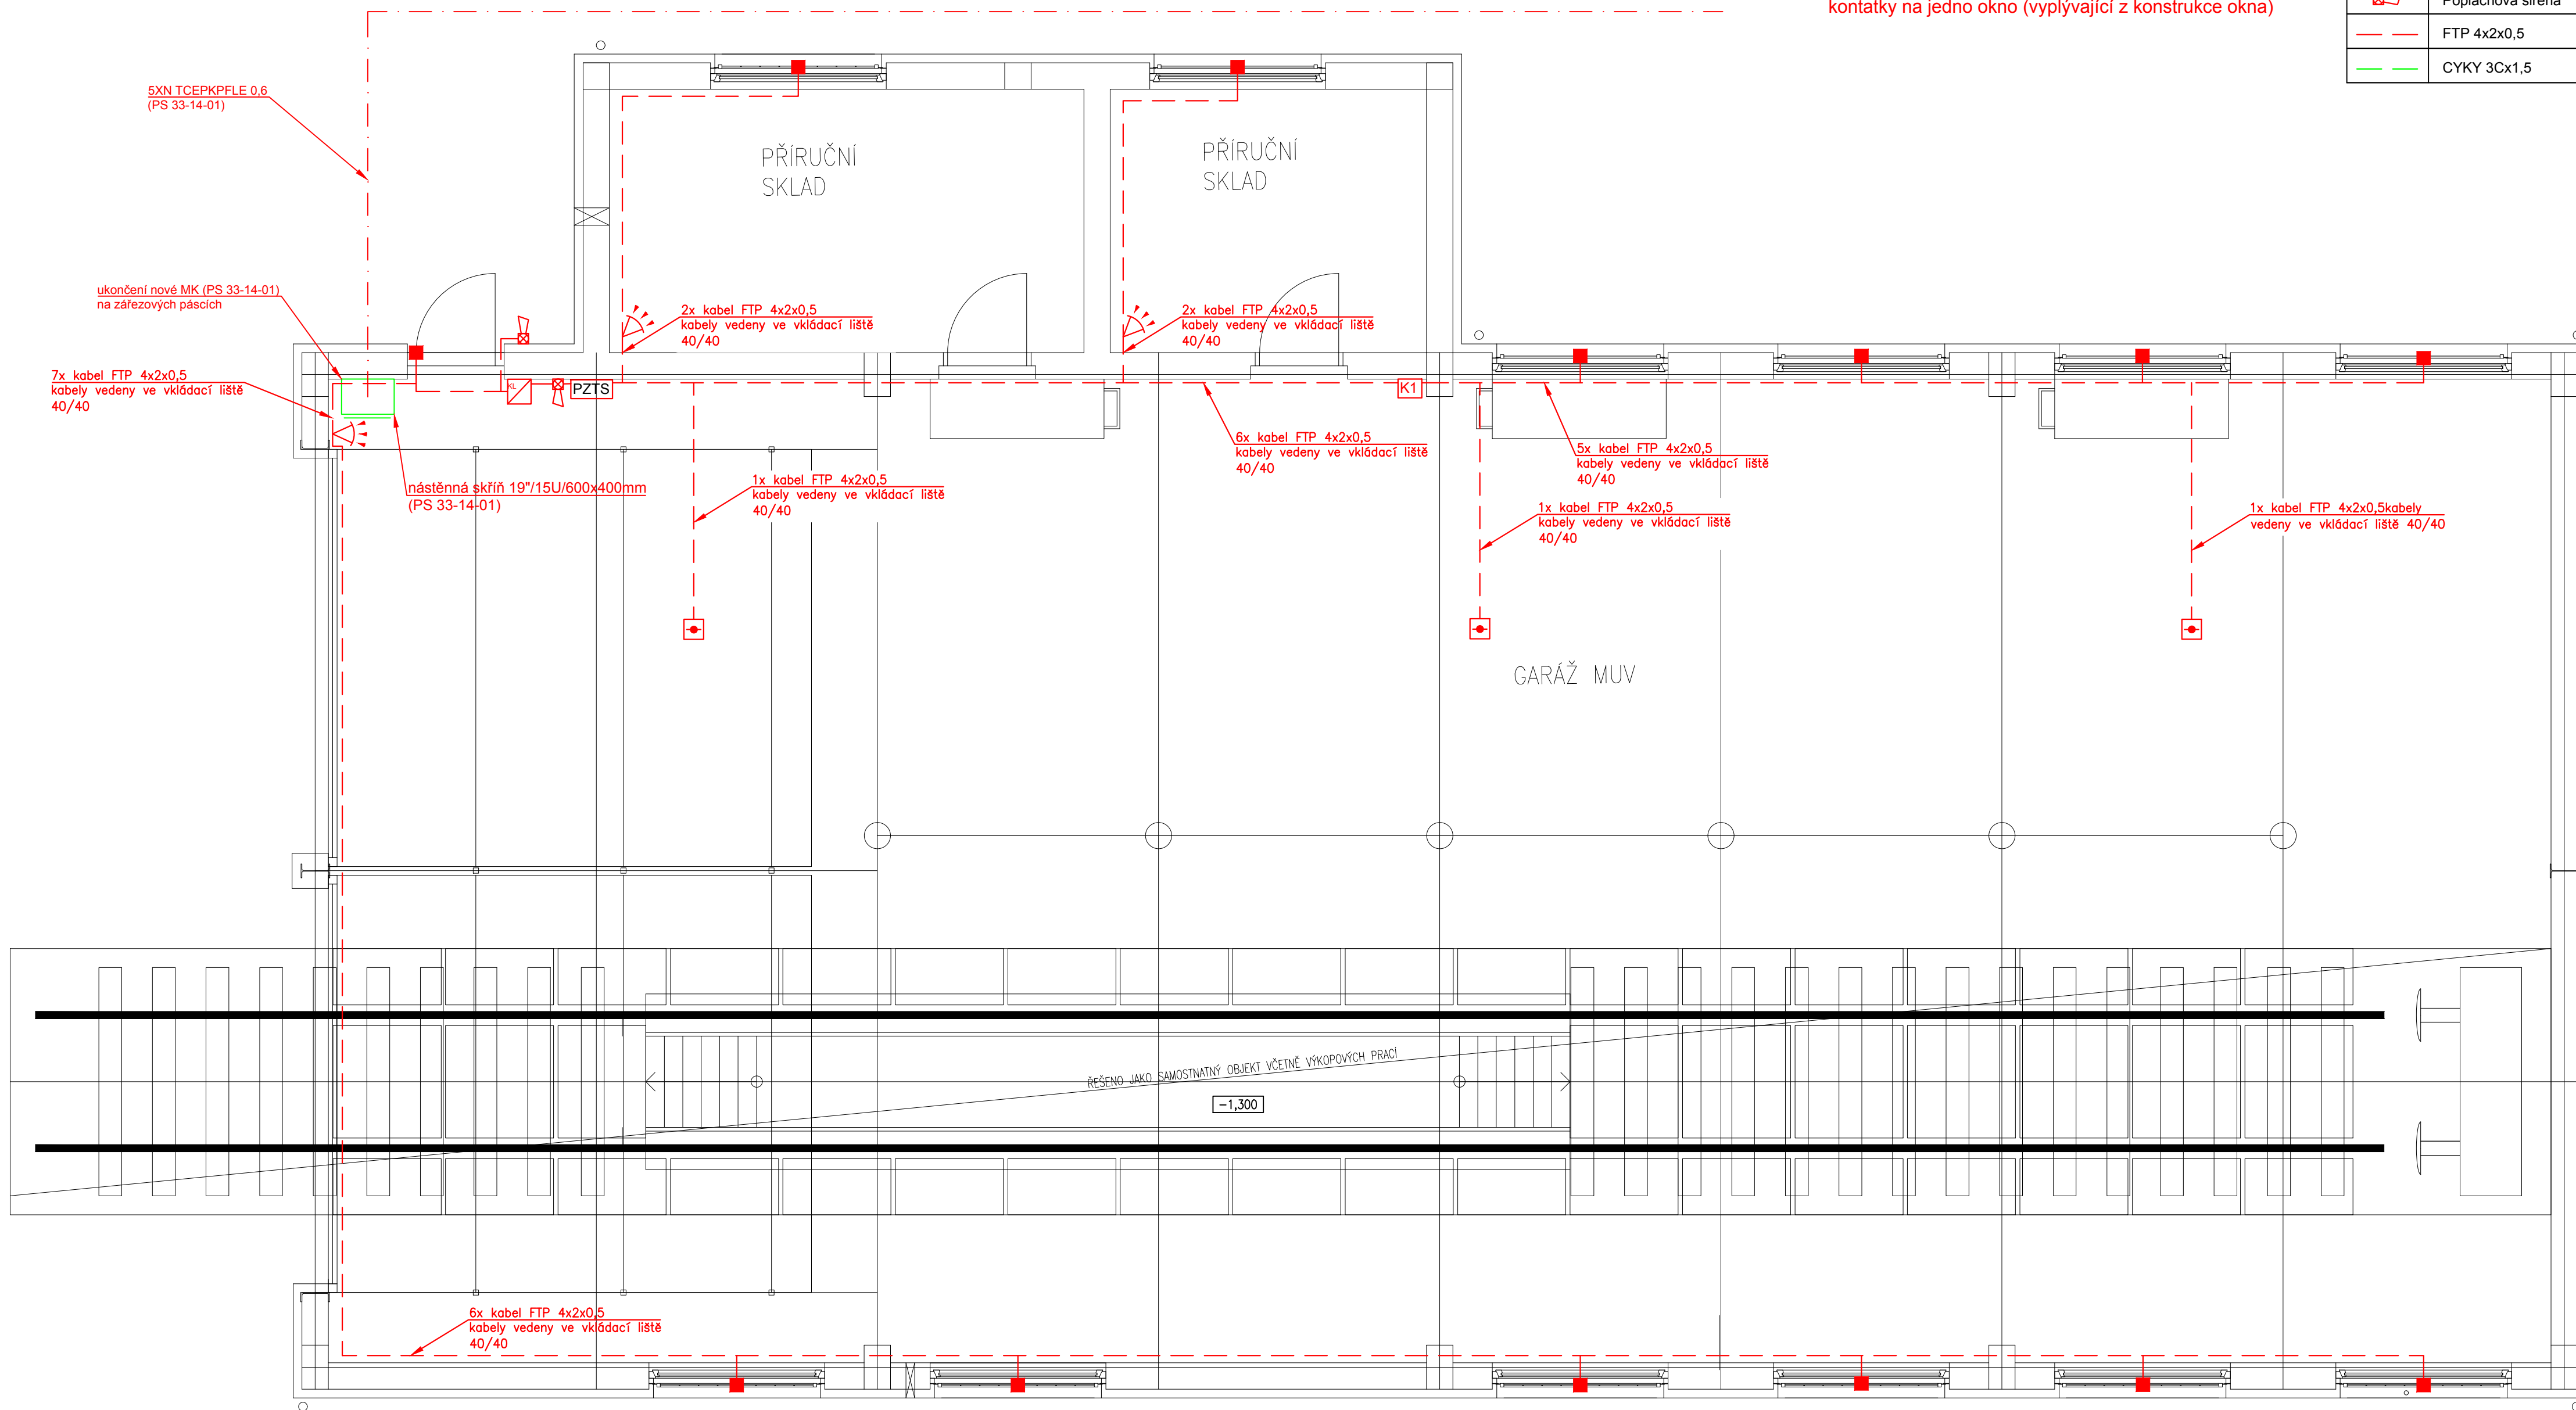 kontatky na jedno okno (vyplývající z konstrukce okna)
Poplachová siréna
FTP 4x2x0,5
CYKY 3Cx1,5
5XN TCEPKPFLE 0,6
(PS 33-14-01)
PŘÍRUČNÍ
SKLAD
PŘÍRUČNÍ
SKLAD
ukončení nové MK (PS 33-14-01)
na zářezových páscích
2x kabel FTP 4x2x0,5
kabely vedeny ve vkládací liště
40/40
2x kabel FTP 4x2x0,5
kabely vedeny ve vkládací liště
40/40
7x kabel FTP 4x2x0,5
kabely vedeny ve vkládací liště
40/40
KL
PZTS
K1
6x kabel FTP 4x2x0,5
kabely vedeny ve vkládací liště
40/40
5x kabel FTP 4x2x0,5
kabely vedeny ve vkládací liště
40/40
nástěnná skříň 19"/15U/600x400mm
(PS 33-14-01)
1x kabel FTP 4x2x0,5
kabely vedeny ve vkládací liště
40/40
1x kabel FTP 4x2x0,5
kabely vedeny ve vkládací liště
40/40
1x kabel FTP 4x2x0,5kabely
vedeny ve vkládací liště 40/40
GARÁŽ MUV
ŘEŠENO JAKO SAMOSTNATNÝ OBJEKT VČETNĚ VÝKOPOVÝCH PRACÍ
-1,300
6x kabel FTP 4x2x0,5
kabely vedeny ve vkládací liště
40/40